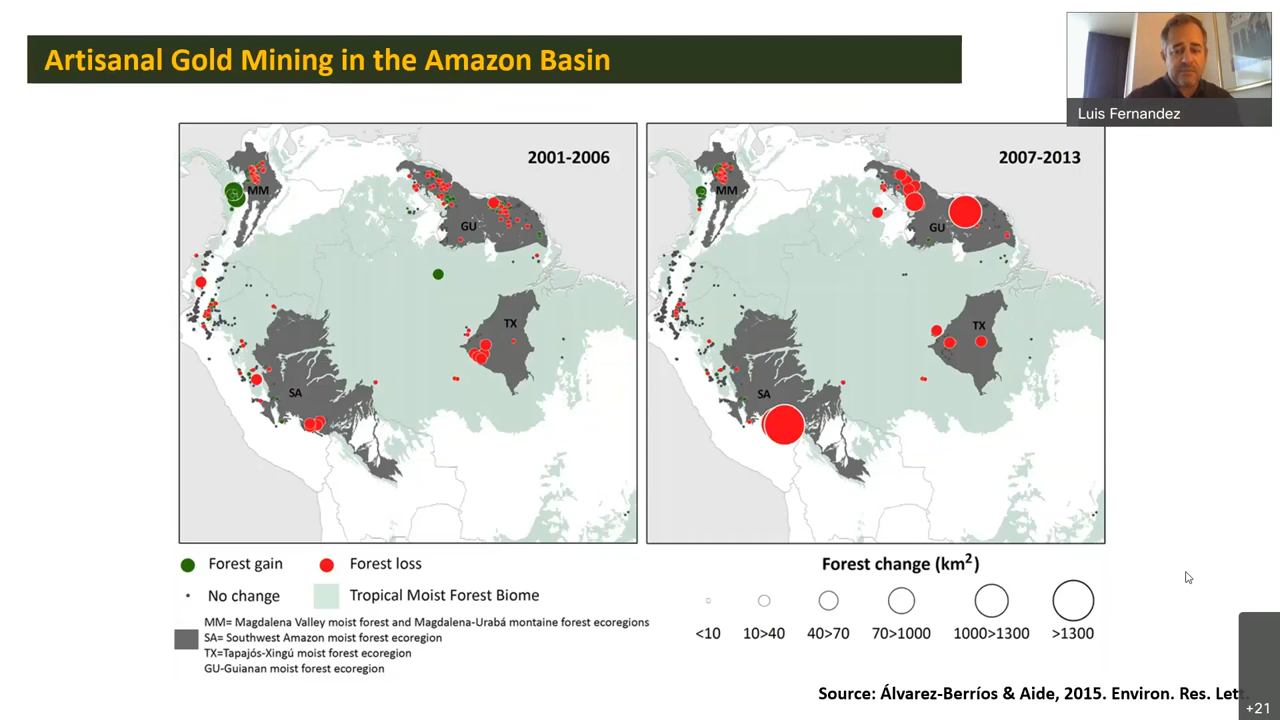 Artisanal Gold Mining in the Amazon Basin
Luis Fernandez
2001-2006
MM
GU
TX
SA
2007-2013
MM
GU
TX
SA
Forest gain
Forest loss
No change
Tropical Moist Forest Biome
MM= Magdalena Valley moist forest and Magdalena-Urabá montaine forest ecoregions
SA= Southwest Amazon moist forest ecoregion
TX=Tapajós-Xingú moist forest ecoregion
GU-Guianan moist forest ecoregion
Forest change (km²)
<10 10>40 40>70 70>1000 1000>1300 >1300
Source: Álvarez-Berríos & Aide, 2015. Environ. Res. Lett.
+21